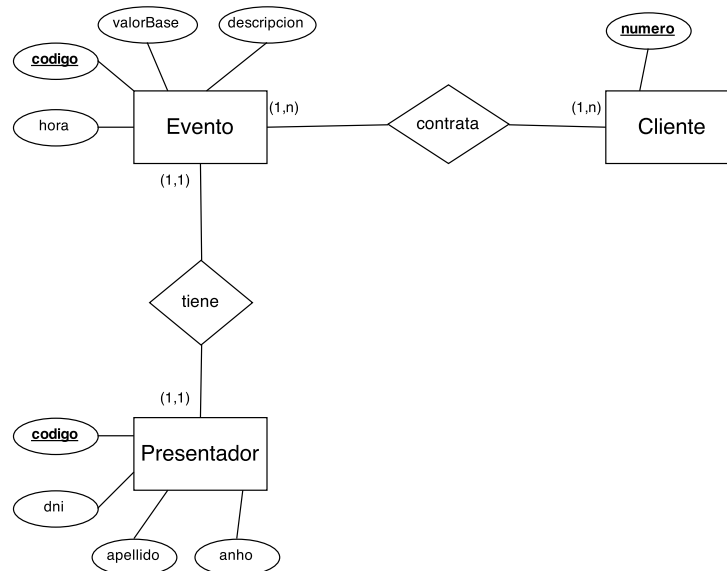 valorBase
descripcion
codigo
numero
hora
Evento
(1,n)
contrata
(1,n)
Cliente
(1,1)
tiene
(1,1)
codigo
Presentador
dni
apellido
anho